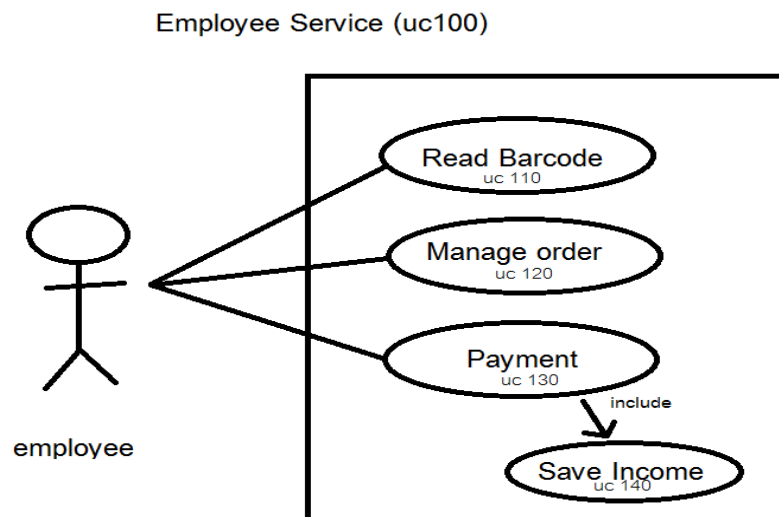 Employee Service (uc100)
Read Barcode
uc 110
Manage order
uc 120
Payment
uc 130
include
employee
Save Income
uc 140